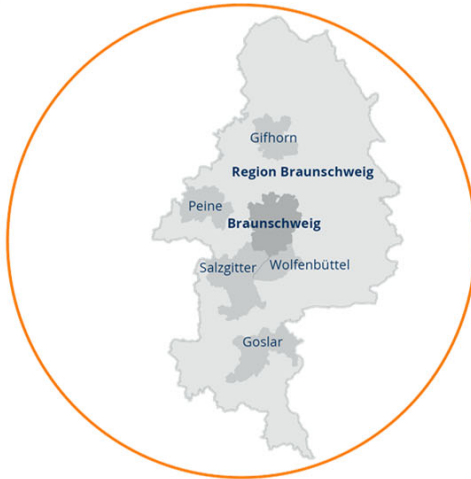 Gifhorn
Region Braunschweig
Peine
Braunschweig
Salzgitter
Wolfenbüttel
Goslar